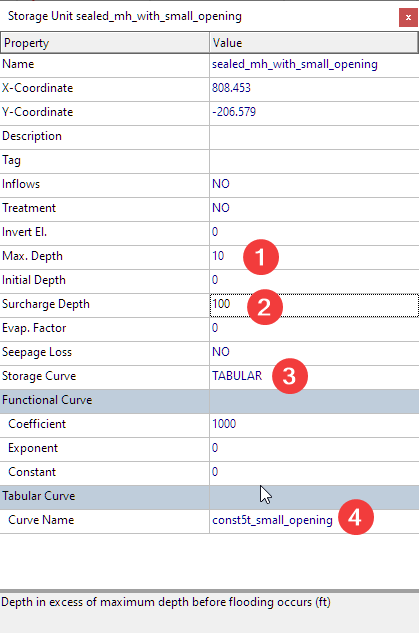 Storage Unit sealed_mh_with_small_opening x
Property Value
Name sealed_mh_with_small_opening
X-Coordinate 808.453
Y-Coordinate -206.579
Description
Tag
Inflows NO
Treatment NO
Invert El. 0
Max. Depth 10 1
Initial Depth 0
Surcharge Depth 100 2
Evap. Factor 0
Seepage Loss NO
Storage Curve TABULAR 3
Functional Curve
Coefficient 1000
Exponent 0
Constant 0
Tabular Curve
Curve Name const5t_small_opening 4
Depth in excess of maximum depth before flooding occurs (ft)